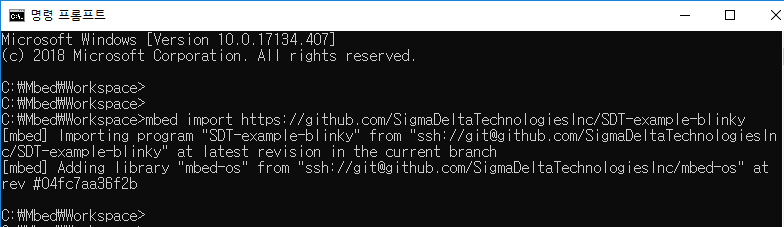 명령 프롬프트
Microsoft Windows [Version 10.0.17134.407]
(c) 2018 Microsoft Corporation. All rights reserved.
C:₩Mbed₩Workspace>
C:₩Mbed₩Workspace>
C:₩Mbed₩Workspace>mbed import https://github.com/SigmaDeltaTechnologiesInc/SDT-example-blinky
[mbed] Importing program "SDT-example-blinky" from "ssh://git@github.com/SigmaDeltaTechnologiesIn
c/SDT-example-blinky" at latest revision in the current branch
[mbed] Adding library "mbed-os" from "ssh://git@github.com/SigmaDeltaTechnologiesInc/mbed-os" at
rev #04fc7aa36f2b
C:₩Mbed₩Workspace>